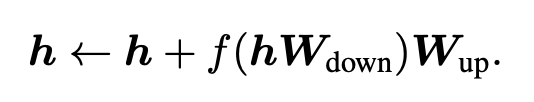 h ← h + f(hW_down)W_up.